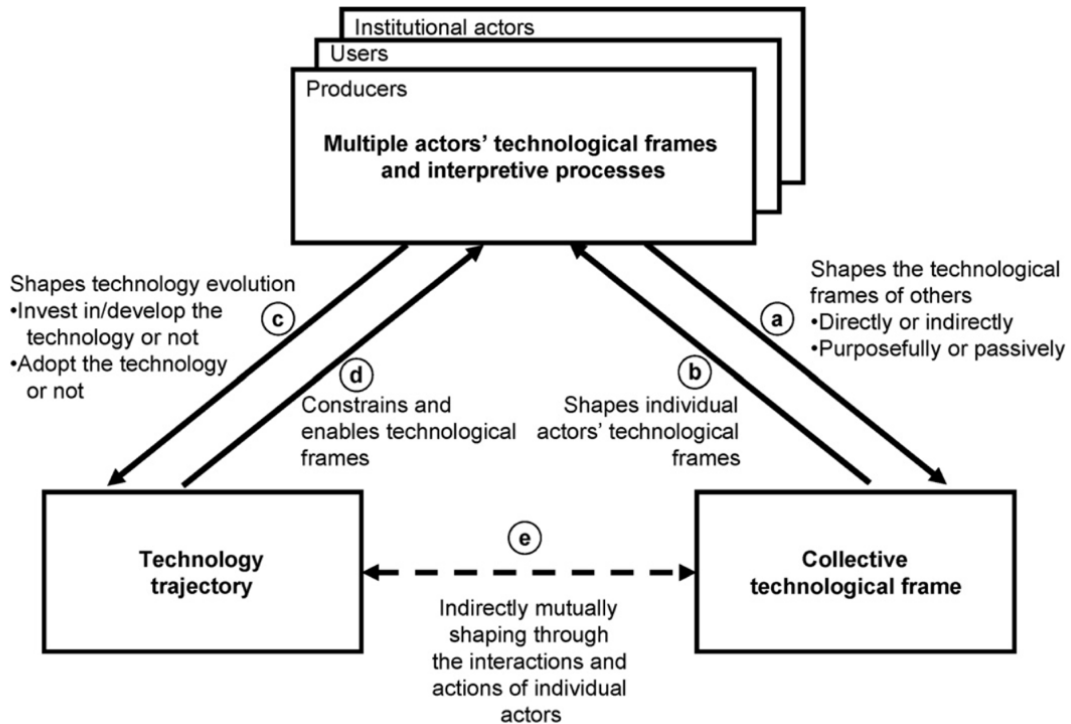 Institutional actors
Users
Producers
Multiple actors’ technological frames
and interpretive processes
Shapes technology evolution
•Invest in/develop the
technology or not
•Adopt the technology
or not
c
d
Constrains and
enables technological
frames
b
Shapes individual
actors’ technological
frames
a
Shapes the technological
frames of others
•Directly or indirectly
•Purposefully or passively
Technology
trajectory
e
Indirectly mutually
shaping through
the interactions and
actions of individual
actors
Collective
technological frame